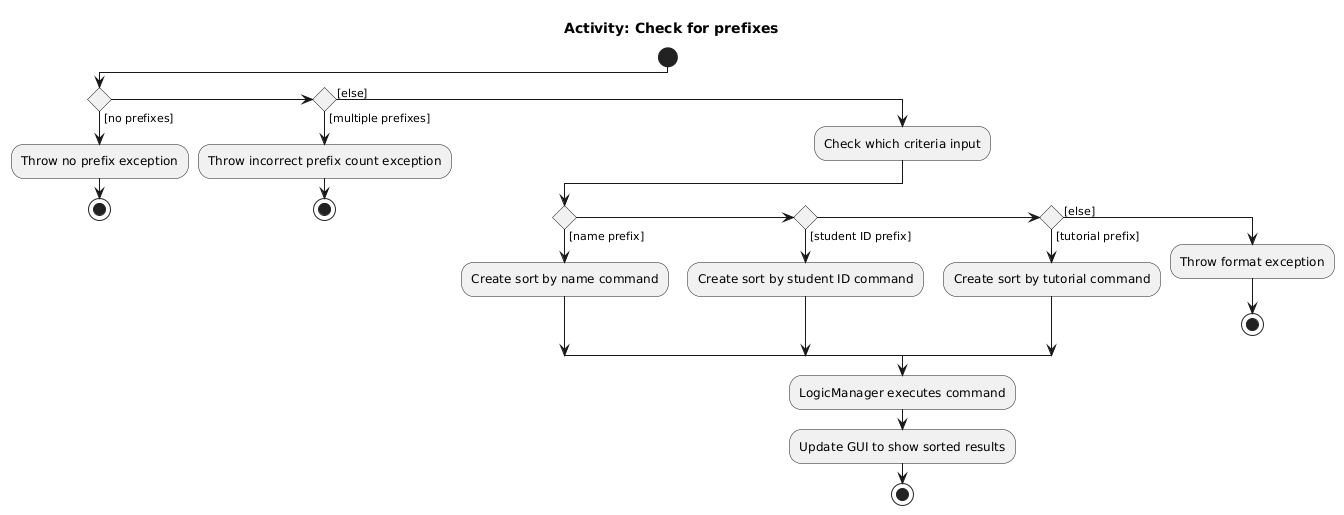 Activity: Check for prefixes
[else]
[no prefixes]
[multiple prefixes]
Check which criteria input
Throw no prefix exception
Throw incorrect prefix count exception
[else]
[name prefix]
[student ID prefix]
[tutorial prefix]
Throw format exception
Create sort by name command
Create sort by student ID command
Create sort by tutorial command
LogicManager executes command
Update GUI to show sorted results